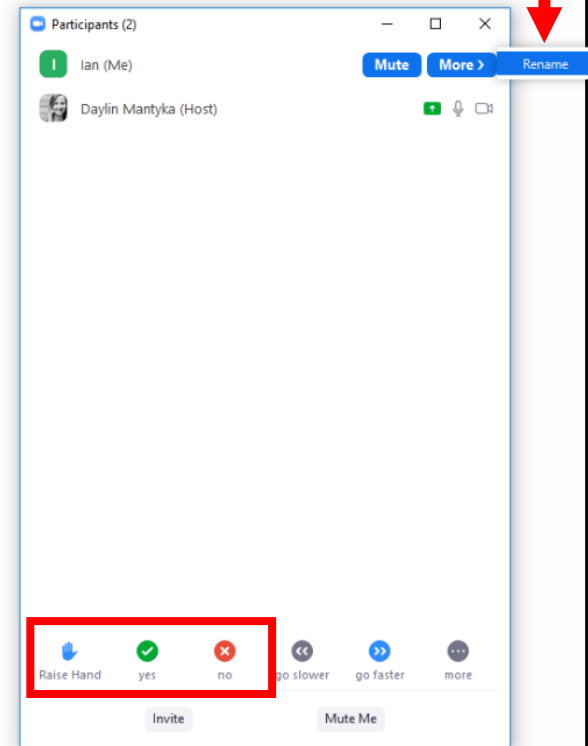 Participants (2)
I Ian (Me) Mute More > Rename
Daylin Mantyka (Host)
Raise Hand yes no go slower go faster more
Invite Mute Me